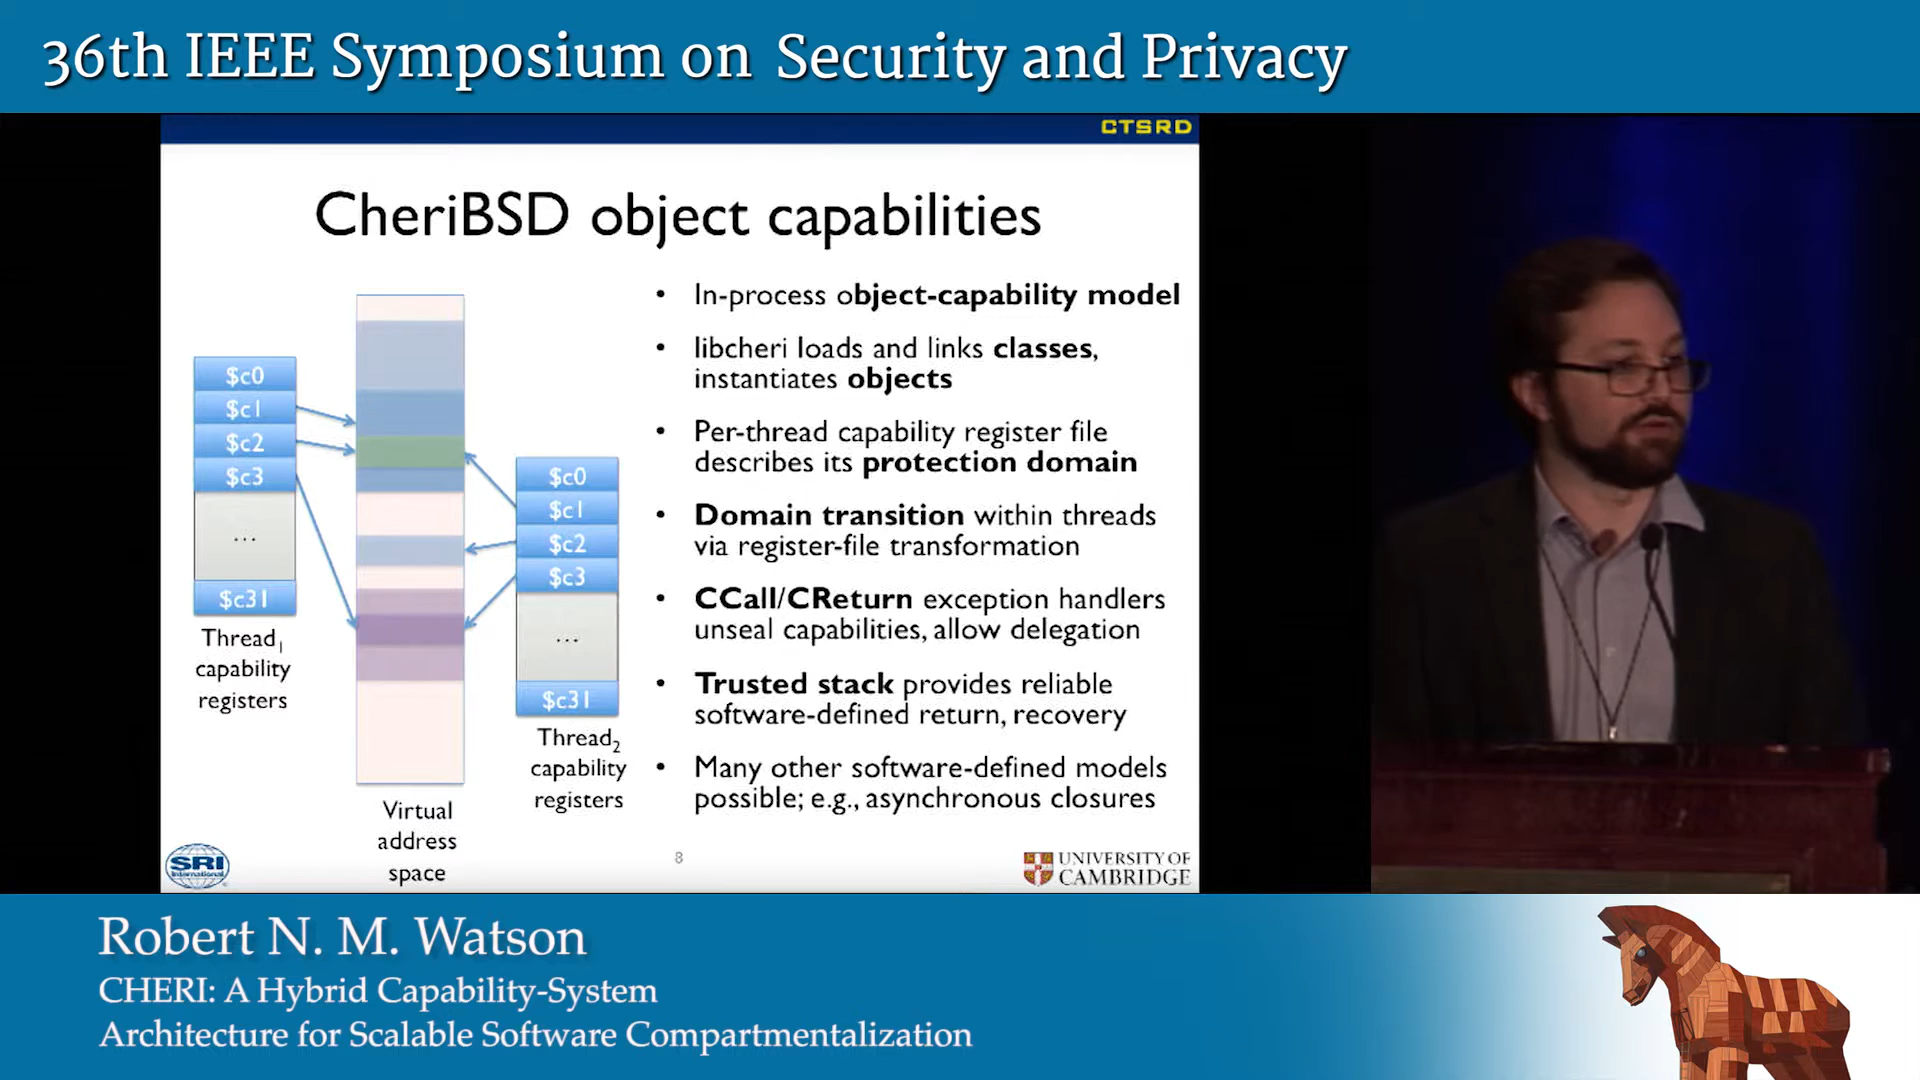 36th IEEE Symposium on Security and Privacy
CTSRD
CheriBSD object capabilities
$c0
$c1
$c2
$c3
...
$c31
Thread1
capability
registers
Virtual
address
space
$c0
$c1
$c2
$c3
...
$c31
Thread2
capability
registers
• In-process object-capability model
• libcheri loads and links classes,
instantiates objects
• Per-thread capability register file
describes its protection domain
• Domain transition within threads
via register-file transformation
• CCall/CReturn exception handlers
unseal capabilities, allow delegation
• Trusted stack provides reliable
software-defined return, recovery
• Many other software-defined models
possible; e.g., asynchronous closures
SRI
International
8
UNIVERSITY OF
CAMBRIDGE
Robert N. M. Watson
CHERI: A Hybrid Capability-System
Architecture for Scalable Software Compartmentalization